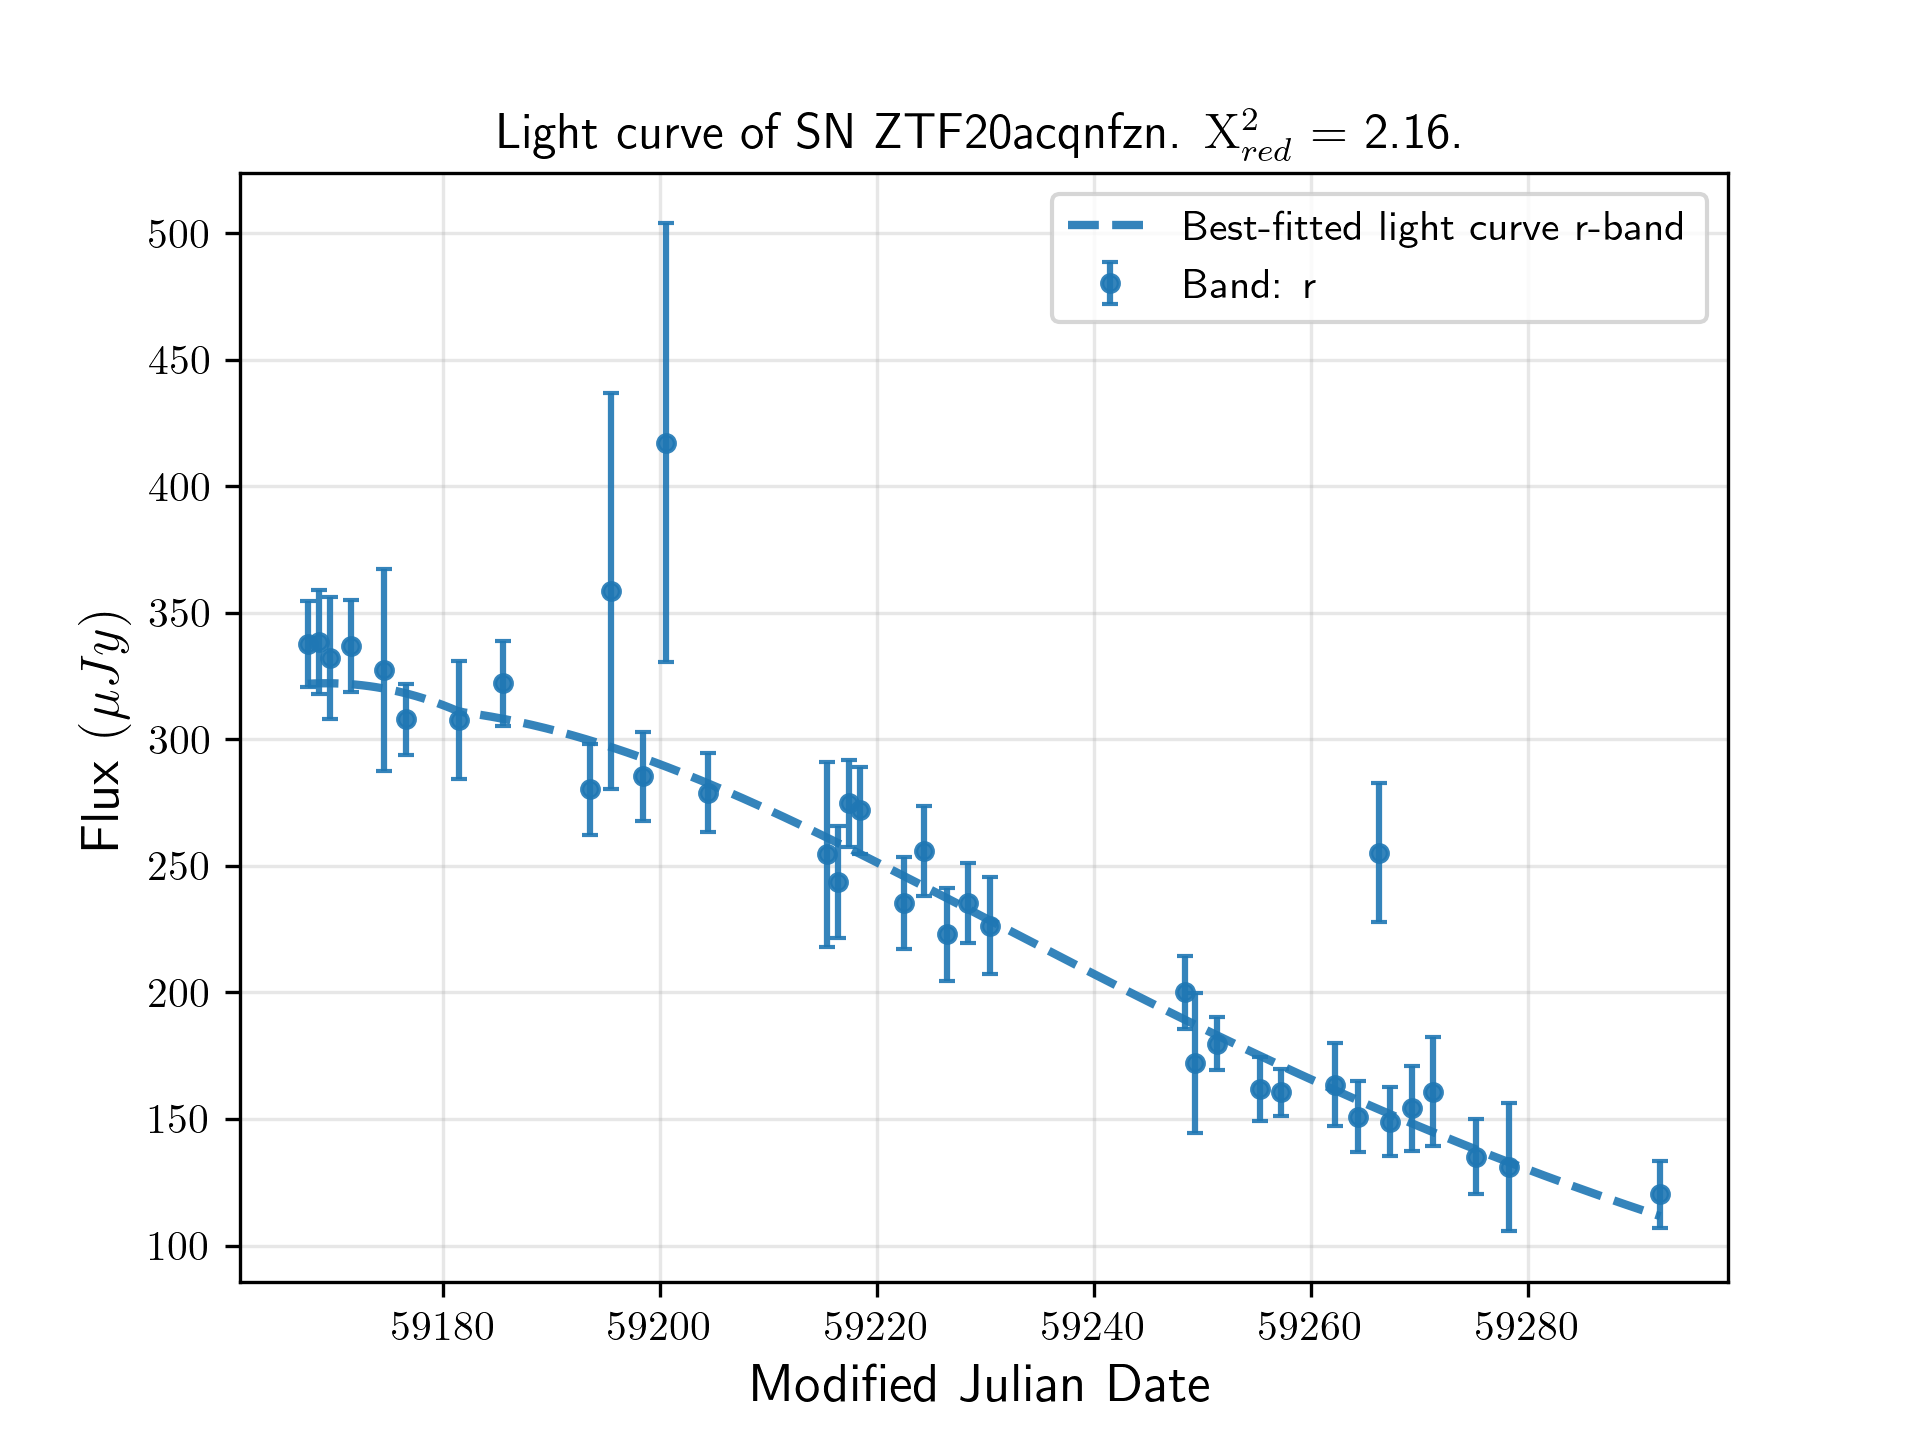 Light curve of SN ZTF20acqnfzn. X²_red = 2.16.
Best-fitted light curve r-band
Band: r
Flux (μJy)
500
450
400
350
300
250
200
150
100
59180 59200 59220 59240 59260 59280
Modified Julian Date